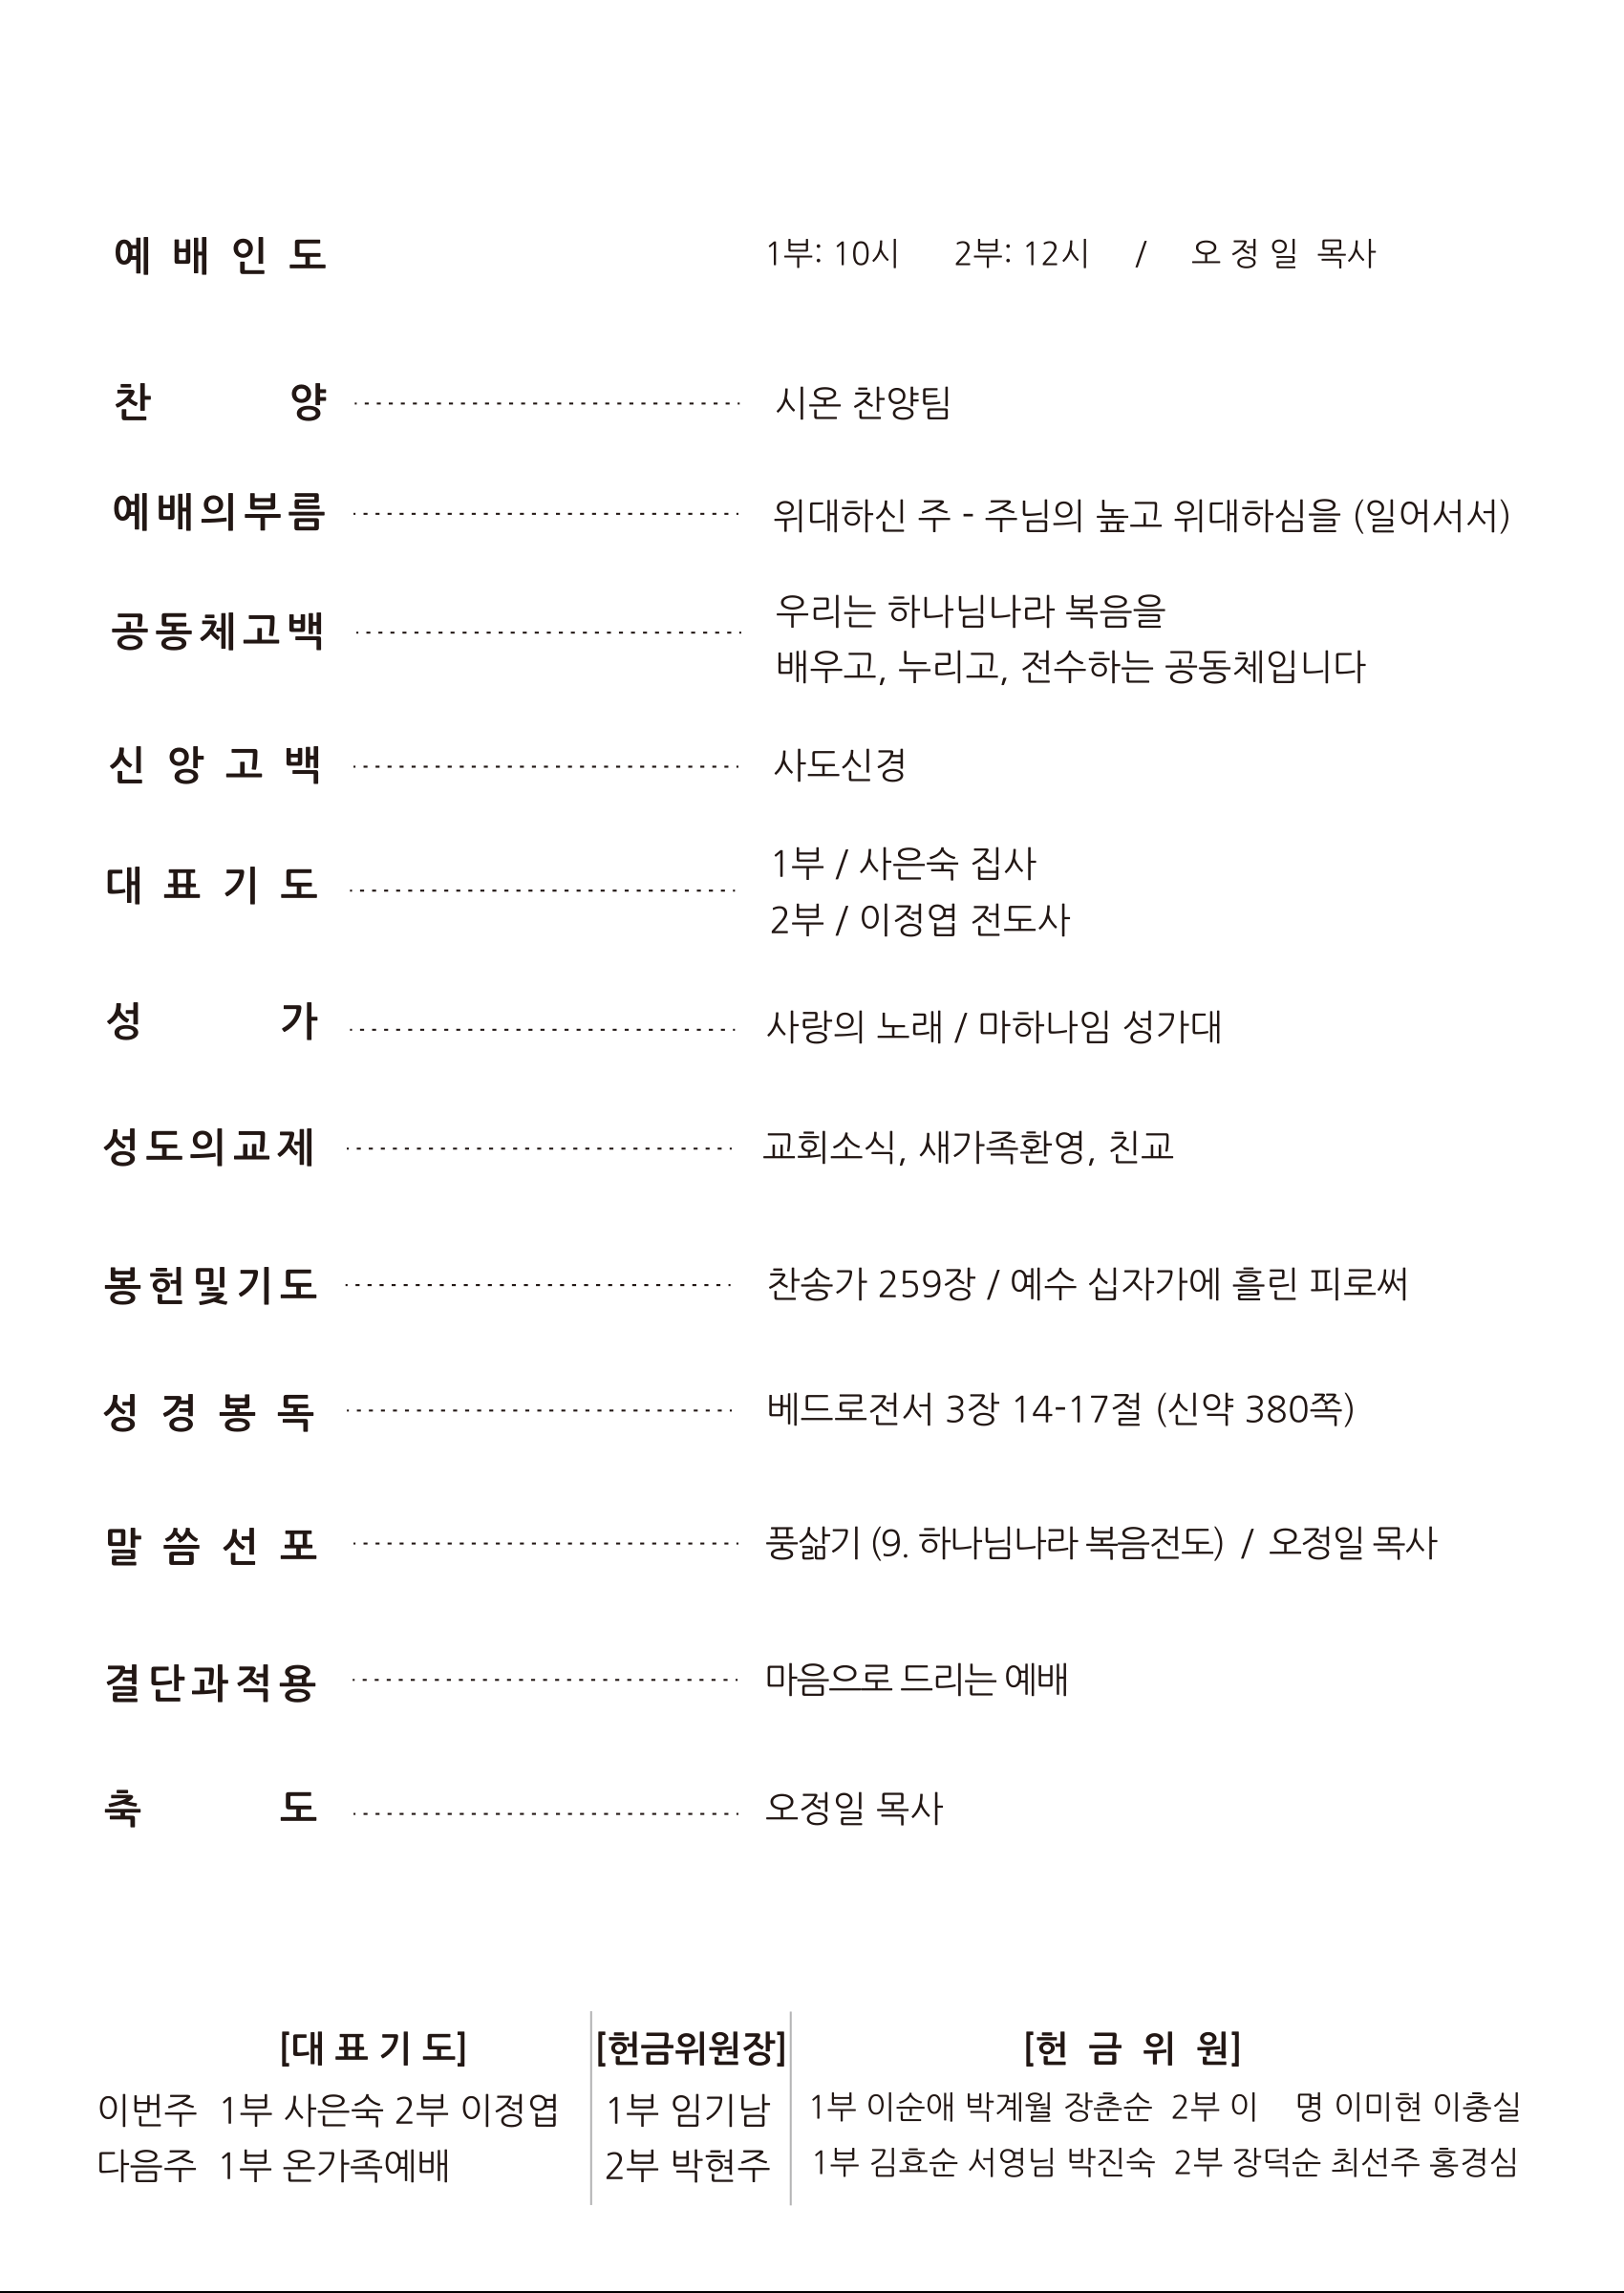 예 배 인 도 1부: 10시 2부: 12시 / 오 정 일 목사
찬 양 시온 찬양팀
예배의부름 위대하신 주 - 주님의 높고 위대하심을 (일어서서)
공동체고백 우리는 하나님나라 복음을
배우고, 누리고, 전수하는 공동체입니다
신 앙 고 백 사도신경
대 표 기 도 1부 / 사은숙 집사
2부 / 이정엽 전도사
성 가 사랑의 노래 / 마하나임 성가대
성도의교제 교회소식, 새가족환영, 친교
봉헌및기도 찬송가 259장 / 예수 십자가에 흘린 피로써
성 경 봉 독 베드로전서 3장 14-17절 (신약 380쪽)
말 씀 선 포 풍삶기 (9. 하나님나라 복음전도) / 오정일 목사
결단과적용 마음으로 드리는 예배
축 도 오정일 목사
[대 표 기 도] [헌금위원장] [헌 금 위 원]
이번주 1부 사은숙 2부 이정엽 1부 임기남 1부 이순애 박계월 장춘순 2부 이 명 이미현 이충실
다음주 1부 온가족예배 2부 박현주 1부 김효순 서영님 박진숙 2부 장덕순 최선주 홍경심